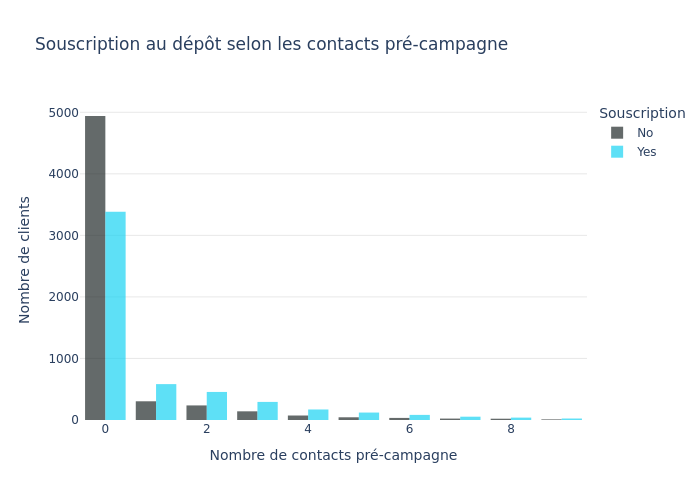 Souscription au dépôt selon les contacts pré-campagne
Souscription
No
Yes
Nombre de clients
5000
4000
3000
2000
1000
0
0 2 4 6 8
Nombre de contacts pré-campagne